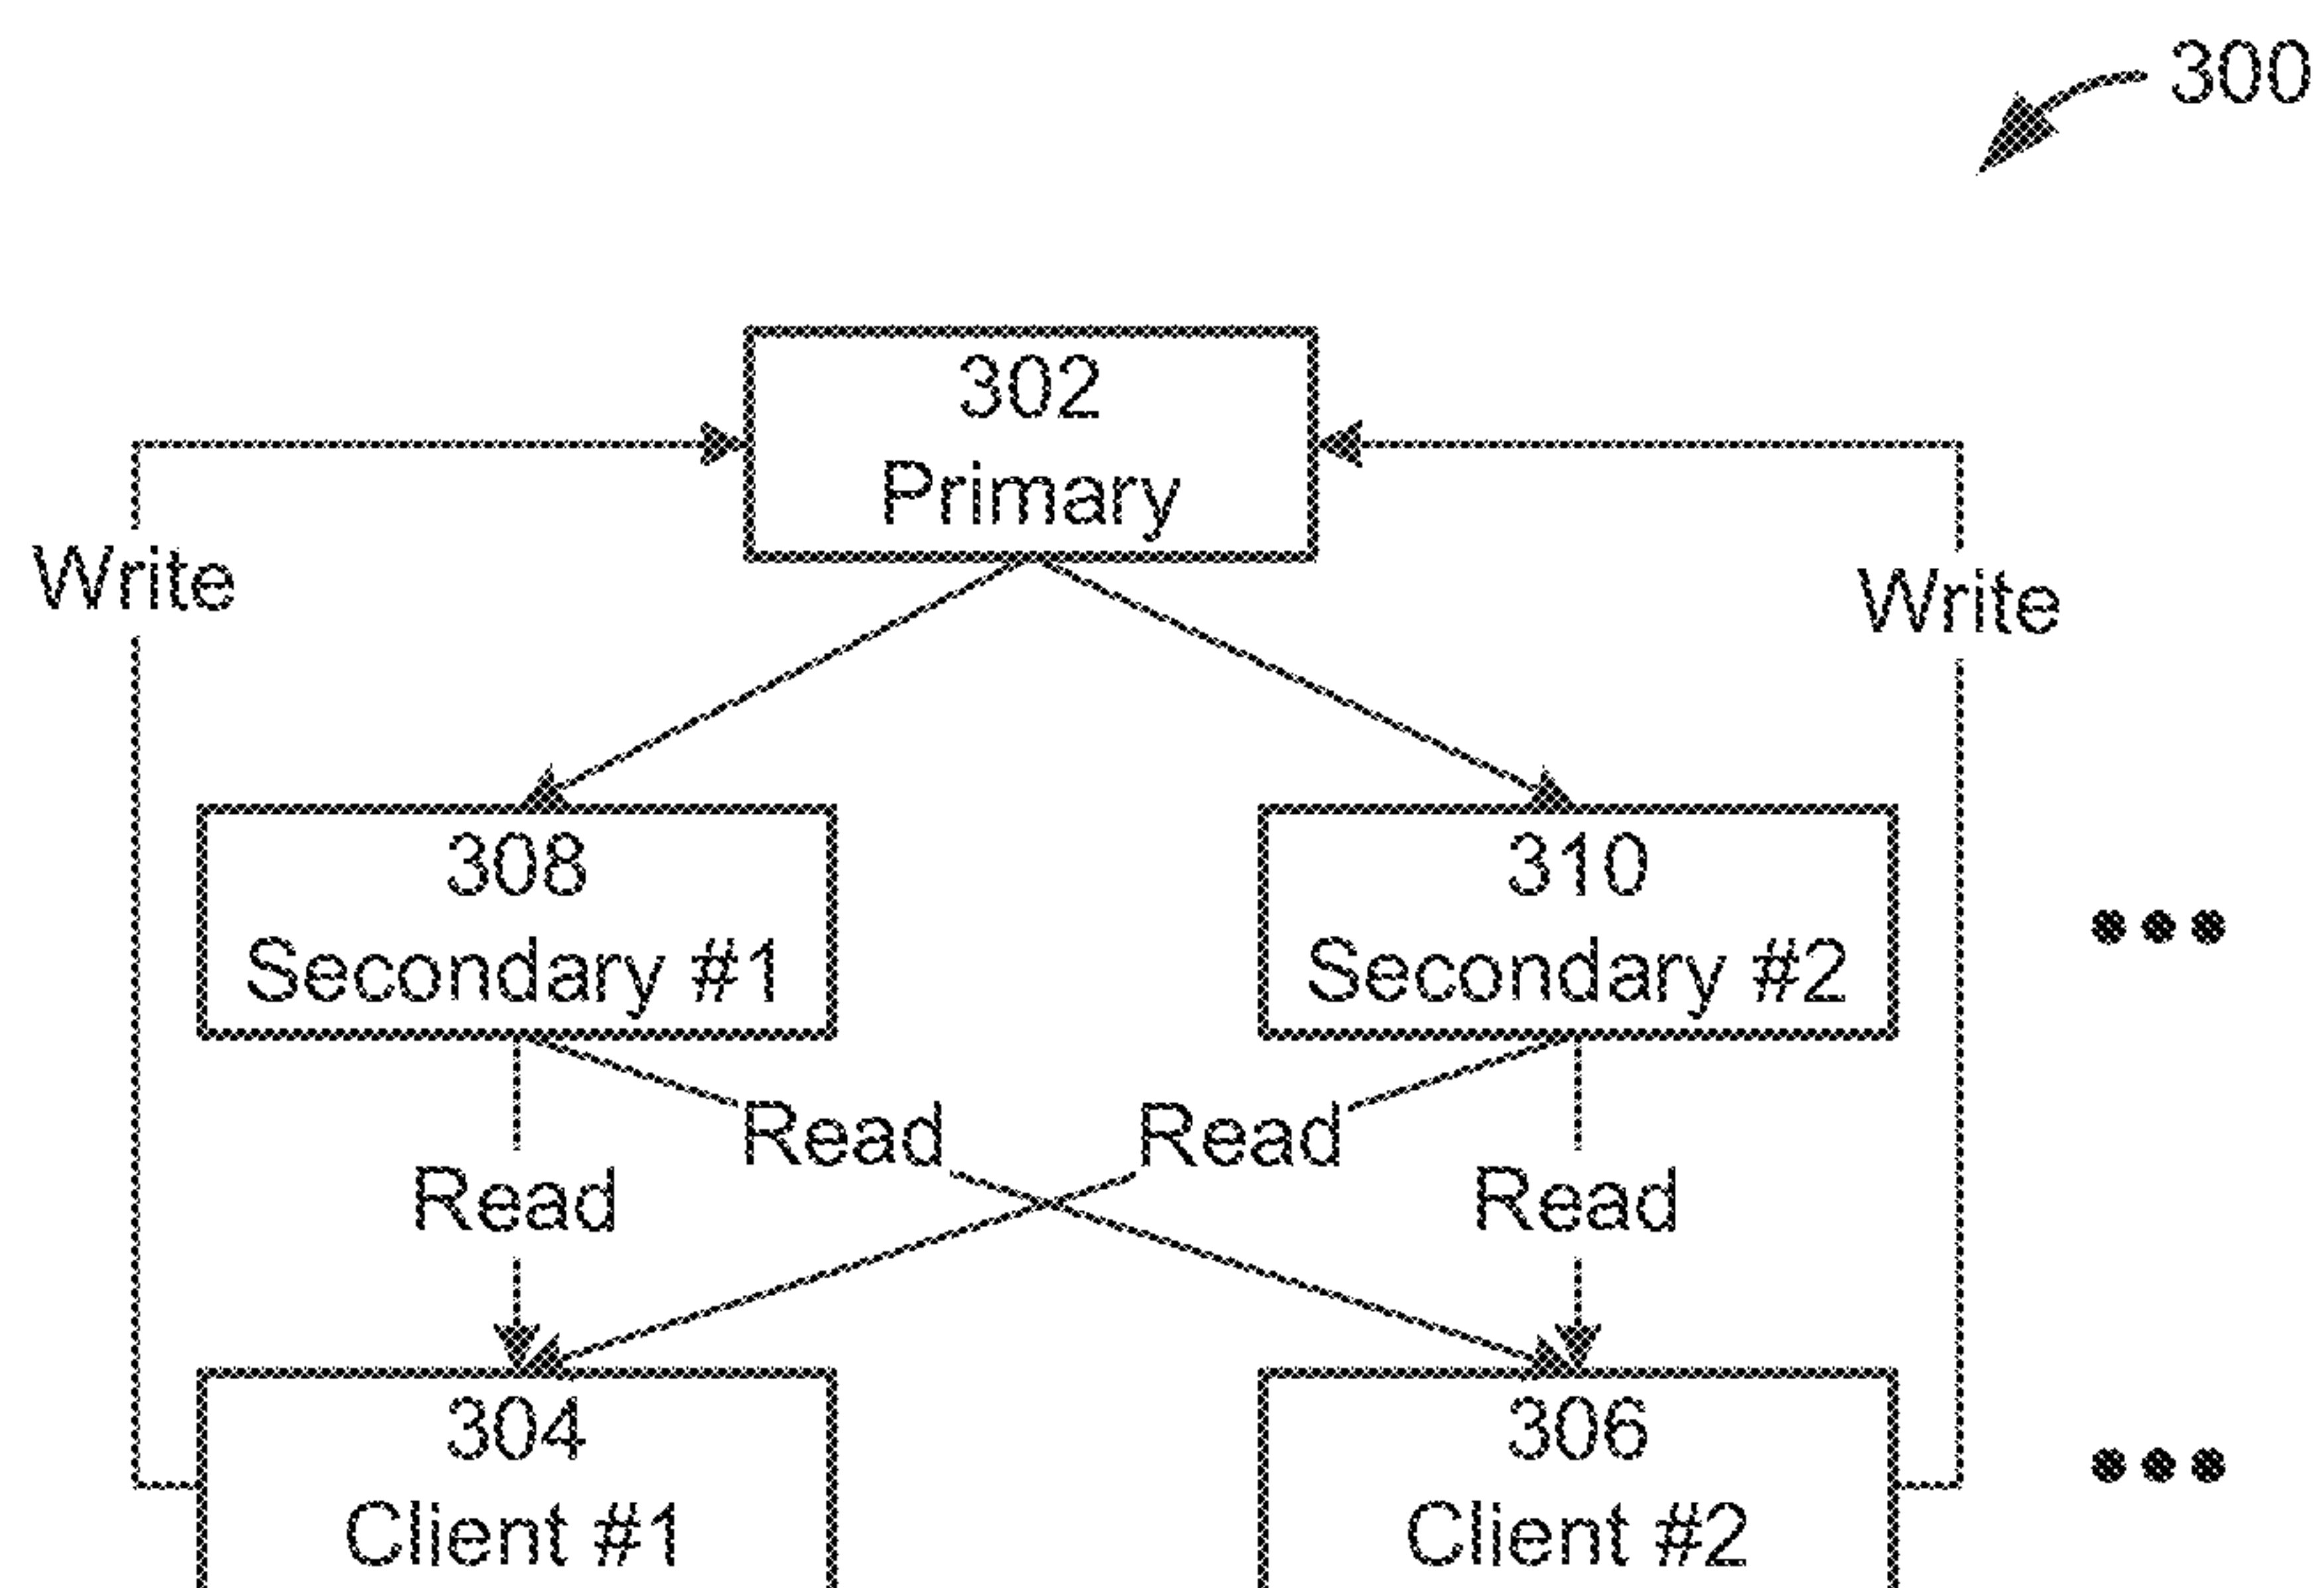 300
302
Primary
Write
Write
308
Secondary #1
310
Secondary #2
•••
Read
Read
Read
Read
304
Client #1
306
Client #2
•••